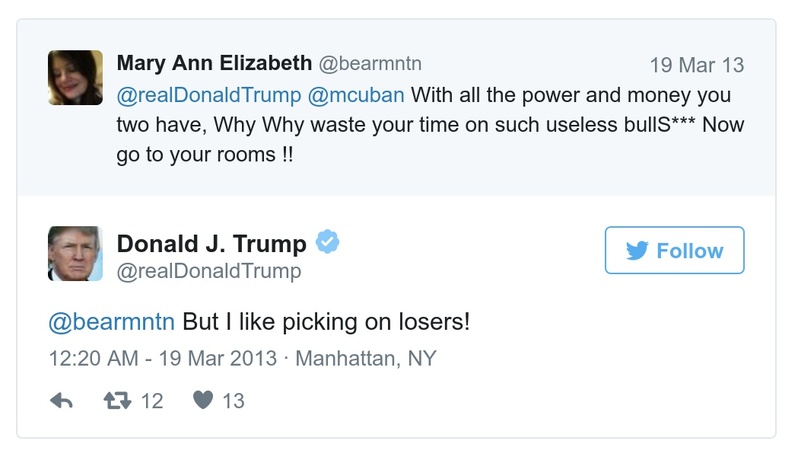 Mary Ann Elizabeth @bearmntn 19 Mar 13
@realDonaldTrump @mcuban With all the power and money you
two have, Why Why waste your time on such useless bullS*** Now
go to your rooms !!
Donald J. Trump
@realDonaldTrump
Follow
@bearmntn But I like picking on losers!
12:20 AM - 19 Mar 2013 · Manhattan, NY
12 13